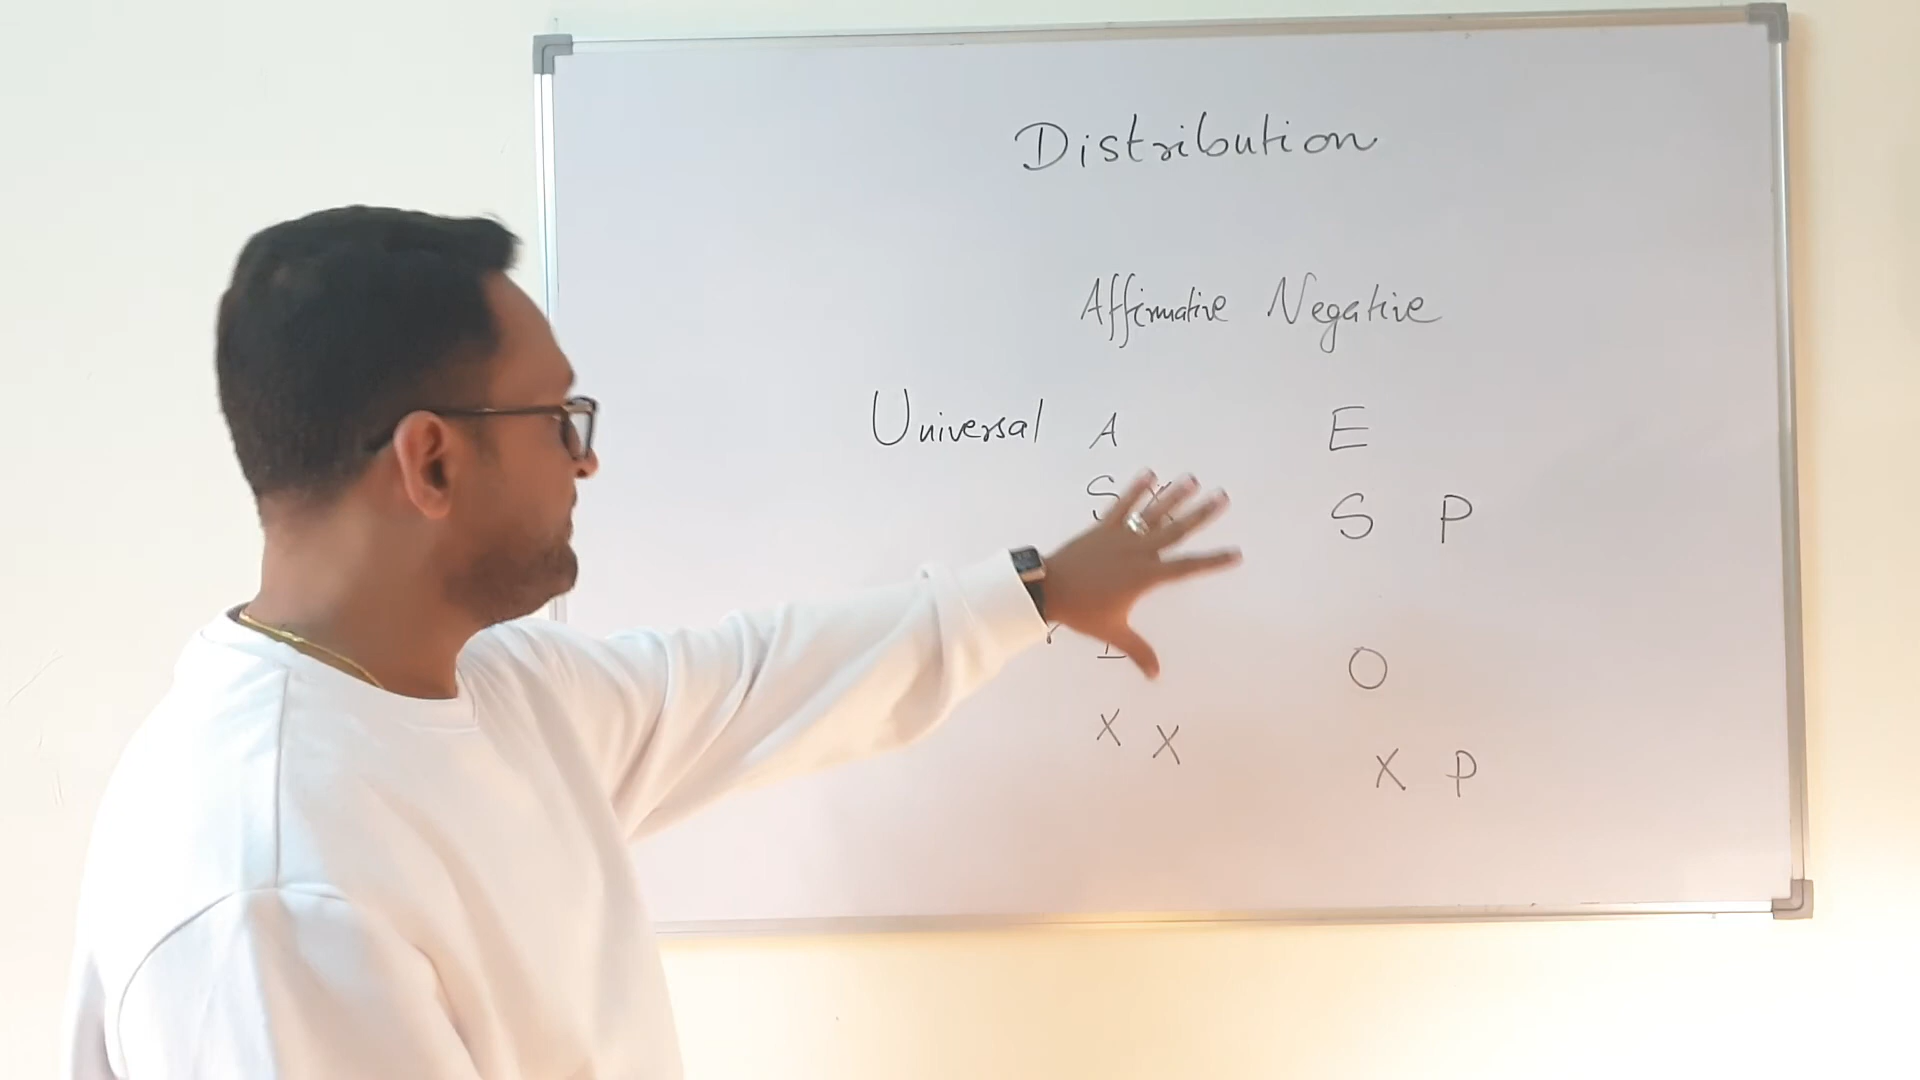 Distribution
Affirmative Negative
Universal A E
S X S P
I O
X X X P